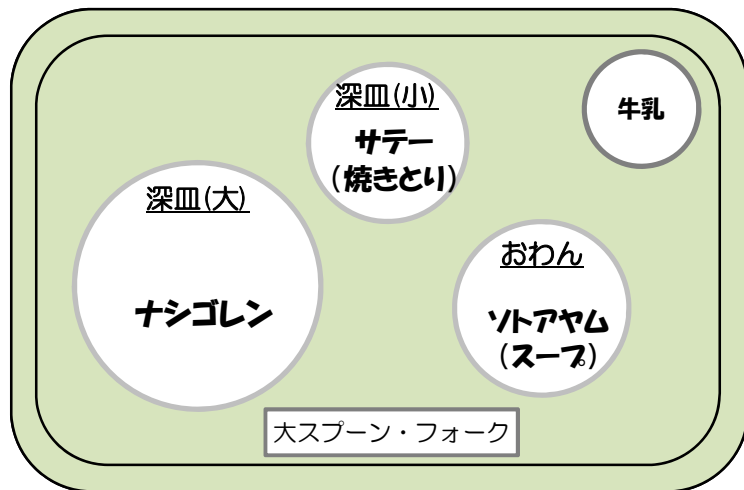 深皿(小)
サテー
(焼きとり)
牛乳
深皿(大)
ナシゴレン
おわん
ソトアヤム
(スープ)
大スプーン・フォーク